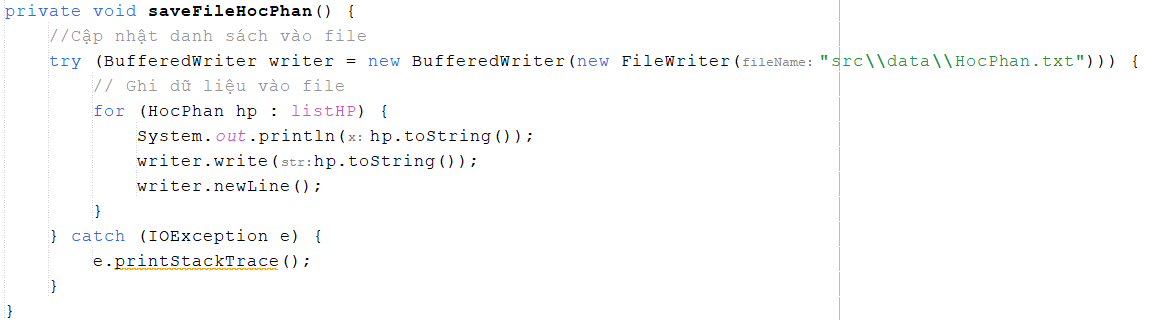 private void saveFileHocPhan() {
//Cập nhật danh sách vào file
try (BufferedWriter writer = new BufferedWriter(new FileWriter(fileName: "src\\data\\HocPhan.txt"))) {
// Ghi dữ liệu vào file
for (HocPhan hp : listHP) {
System.out.println(x: hp.toString());
writer.write(str: hp.toString());
writer.newLine();
}
} catch (IOException e) {
e.printStackTrace();
}
}